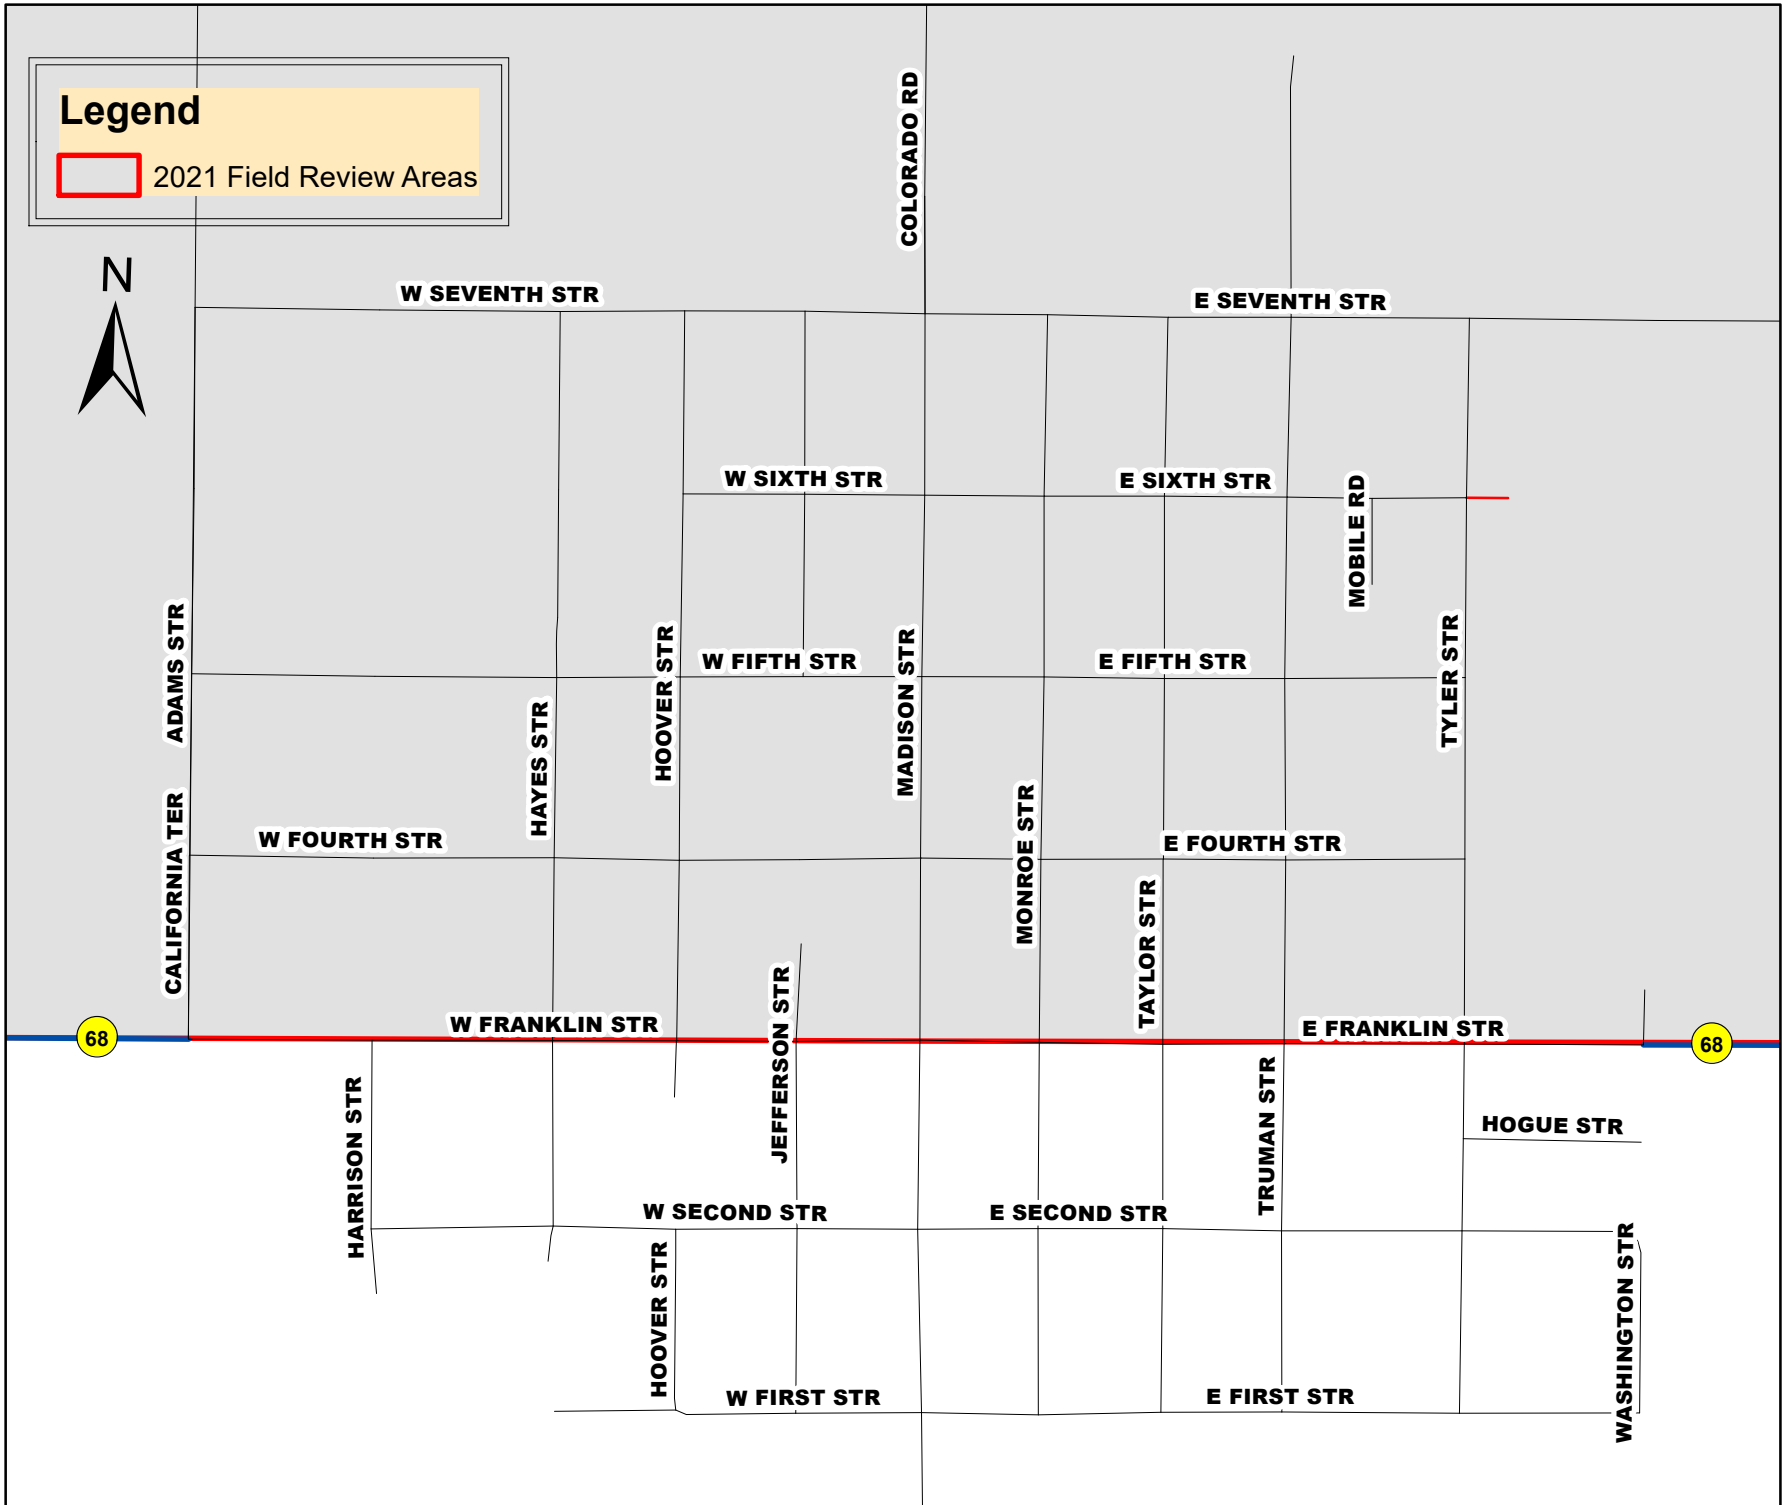 Legend
2021 Field Review Areas
N
COLORADO RD
W SEVENTH STR
E SEVENTH STR
W SIXTH STR
E SIXTH STR
MOBILE RD
ADAMS STR
HOOVER STR
W FIFTH STR
MADISON STR
E FIFTH STR
TYLER STR
HAYES STR
CALIFORNIA TER
W FOURTH STR
MONROE STR
E FOURTH STR
TAYLOR STR
JEFFERSON STR
W FRANKLIN STR
E FRANKLIN STR
68
68
HARRISON STR
TRUMAN STR
HOGUE STR
W SECOND STR
E SECOND STR
HOOVER STR
WASHINGTON STR
W FIRST STR
E FIRST STR